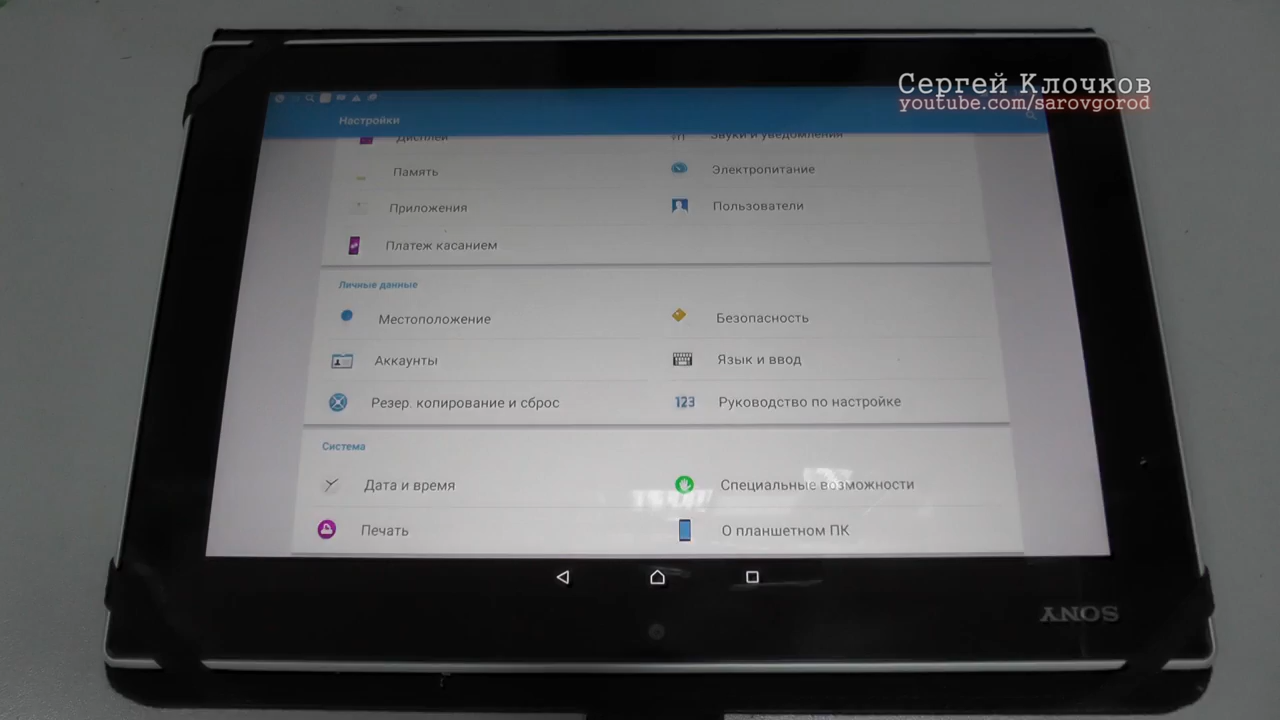 Сергей Клочков
youtube.com/sarovgorod
Настройки
Дисплей
Звуки и уведомления
Память
Электропитание
Приложения
Пользователи
Платеж касанием
Личные данные
Местоположение
Безопасность
Аккаунты
Язык и ввод
Резер. копирование и сброс
123
Руководство по настройке
Система
Дата и время
Специальные возможности
Печать
О планшетном ПК
SONY